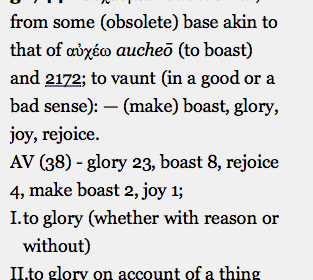 from some (obsolete) base akin to
that of αὐχέω aucheō (to boast)
and 2172; to vaunt (in a good or a
bad sense): — (make) boast, glory,
joy, rejoice.
AV (38) - glory 23, boast 8, rejoice
4, make boast 2, joy 1;
I.to glory (whether with reason or
without)
II.to glory on account of a thing